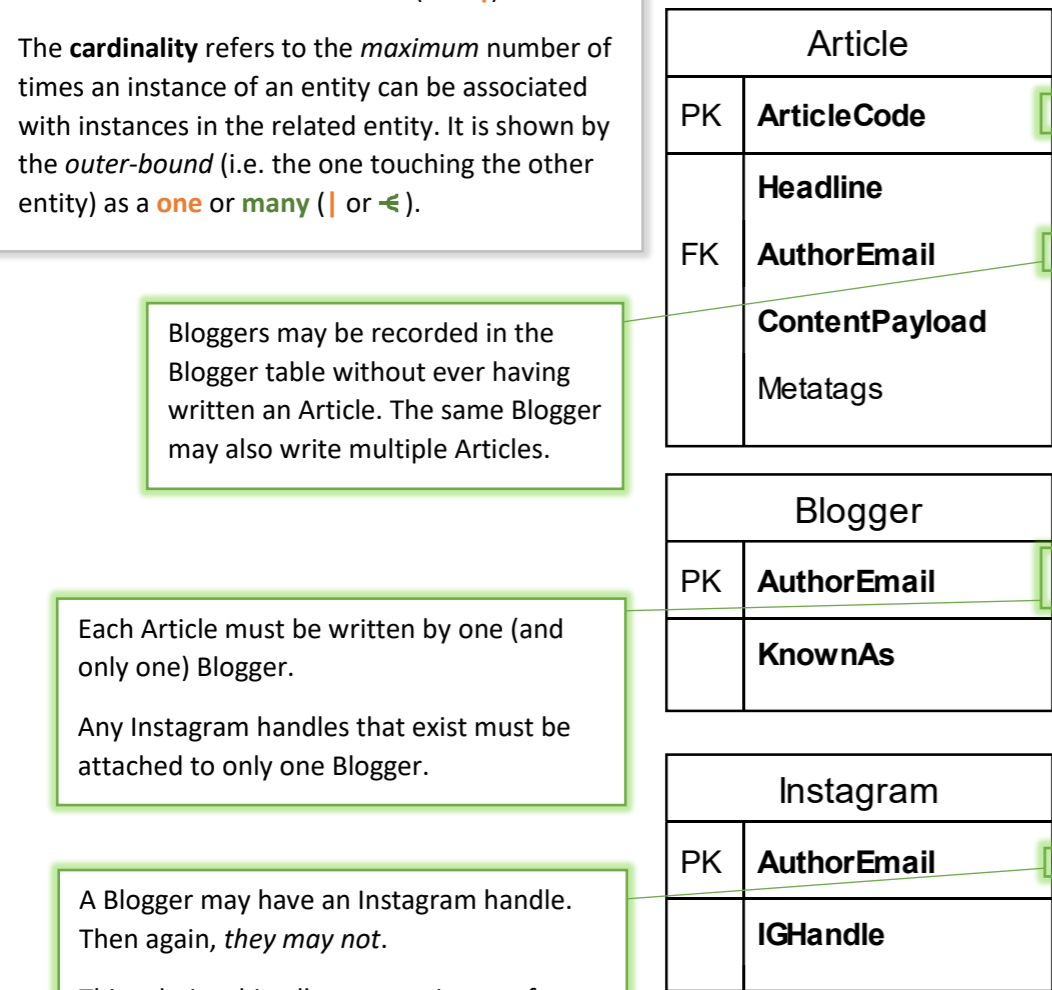 The cardinality refers to the maximum number of
times an instance of an entity can be associated
with instances in the related entity. It is shown by
the outer-bound (i.e. the one touching the other
entity) as a one or many (| or ⪪).
Bloggers may be recorded in the
Blogger table without ever having
written an Article. The same Blogger
may also write multiple Articles.
Each Article must be written by one (and
only one) Blogger.
Any Instagram handles that exist must be
attached to only one Blogger.
A Blogger may have an Instagram handle.
Then again, they may not.
Article
PK ArticleCode
Headline
FK AuthorEmail
ContentPayload
Metatags
Blogger
PK AuthorEmail
KnownAs
Instagram
PK AuthorEmail
IGHandle